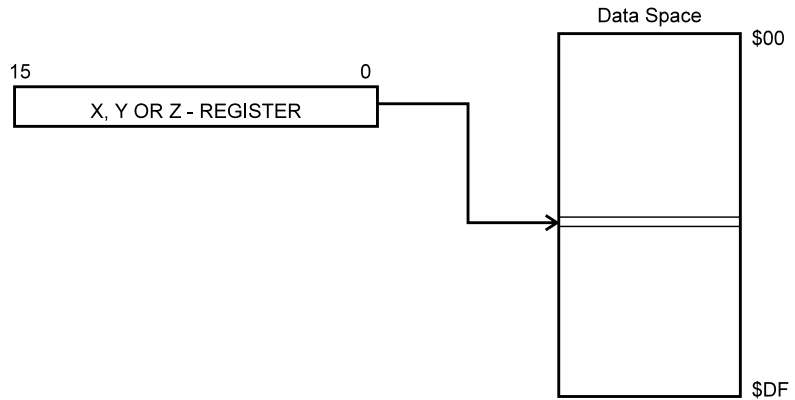 Data Space
$00
15 0
X, Y OR Z - REGISTER
$DF